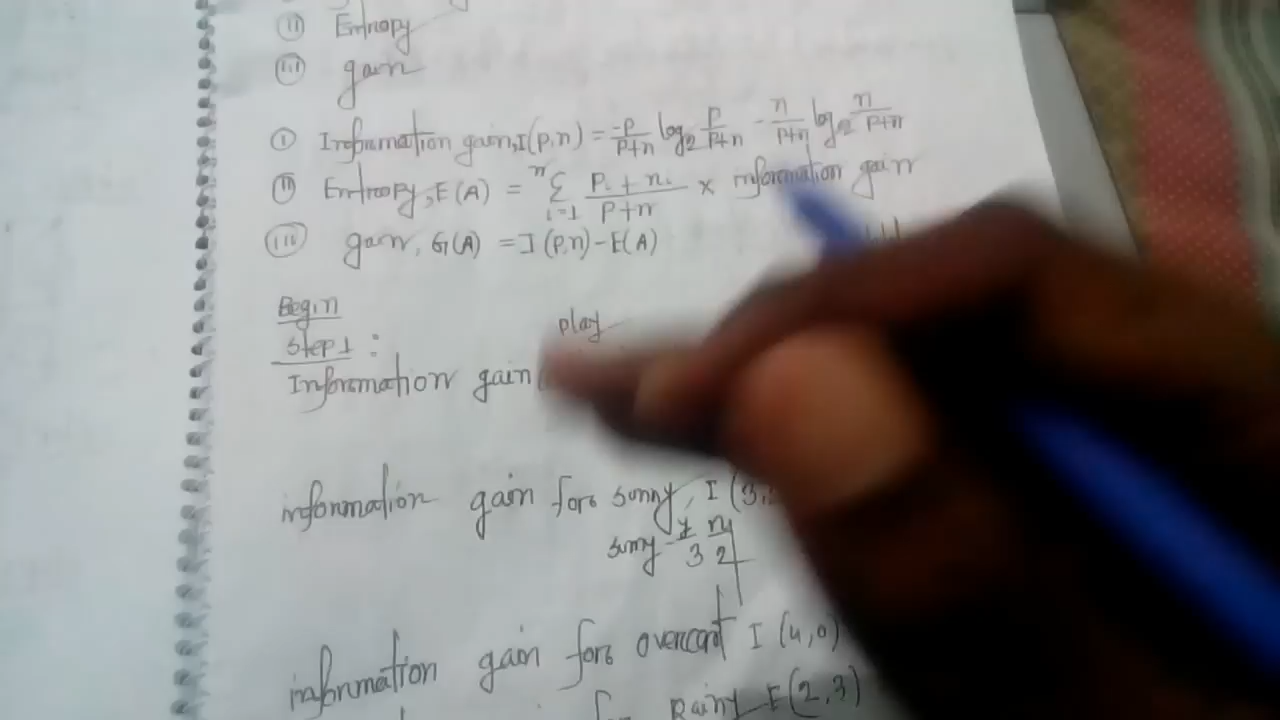 (ii) Entropy
(iii) gain
(i) Information gain, I(P,n) = -P/P+n log2 P/P+n - n/P+n log2 n/P+n
(ii) Entropy, E(A) = n Σ i=1 Pi + ni / P+n × information gain
(iii) gain, G(A) = I(P,n) - E(A)
Begin
Step 1 :
play
Information gain
information gain for sunny, I (3,
y n
sunny - 3 2
information gain for overcast I (4,0)
Rainy E(2,3)